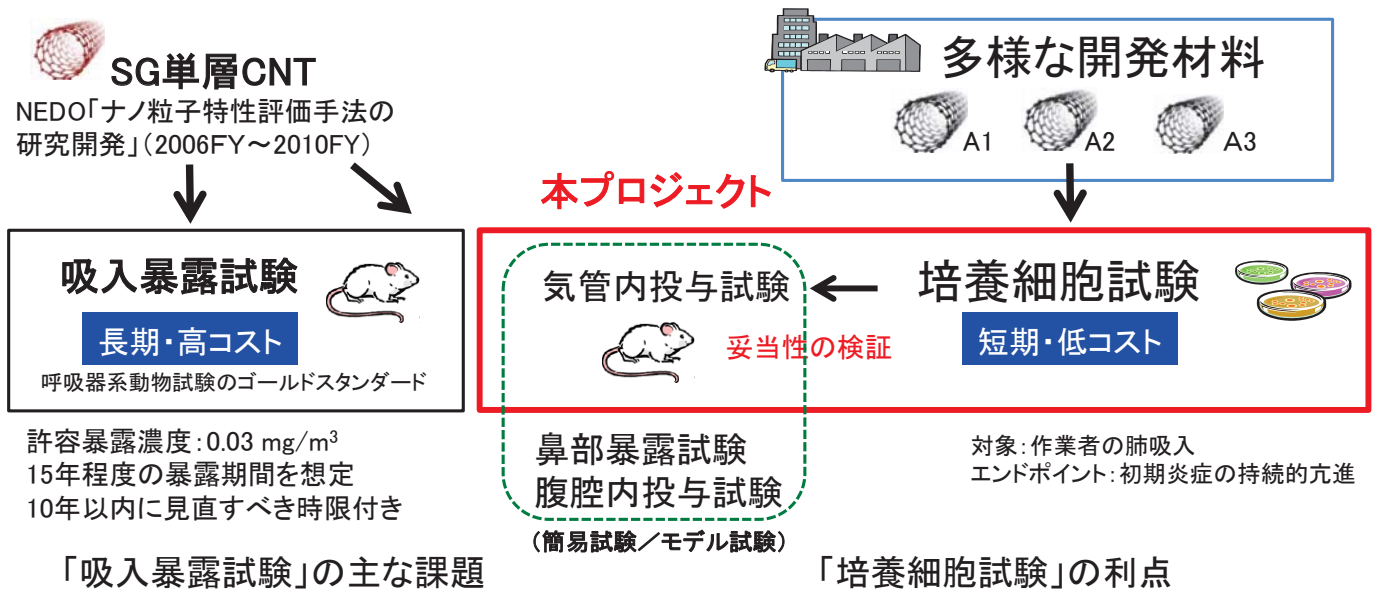 SG単層CNT
NEDO「ナノ粒子特性評価手法の
研究開発」(2006FY～2010FY)
多様な開発材料
A1
A2
A3
本プロジェクト
吸入暴露試験
長期・高コスト
呼吸器系動物試験のゴールドスタンダード
気管内投与試験
妥当性の検証
培養細胞試験
短期・低コスト
許容暴露濃度:0.03 mg/m³
15年程度の暴露期間を想定
10年以内に見直すべき時限付き
鼻部暴露試験
腹腔内投与試験
(簡易試験/モデル試験)
対象:作業者の肺吸入
エンドポイント:初期炎症の持続的亢進
「吸入暴露試験」の主な課題
「培養細胞試験」の利点